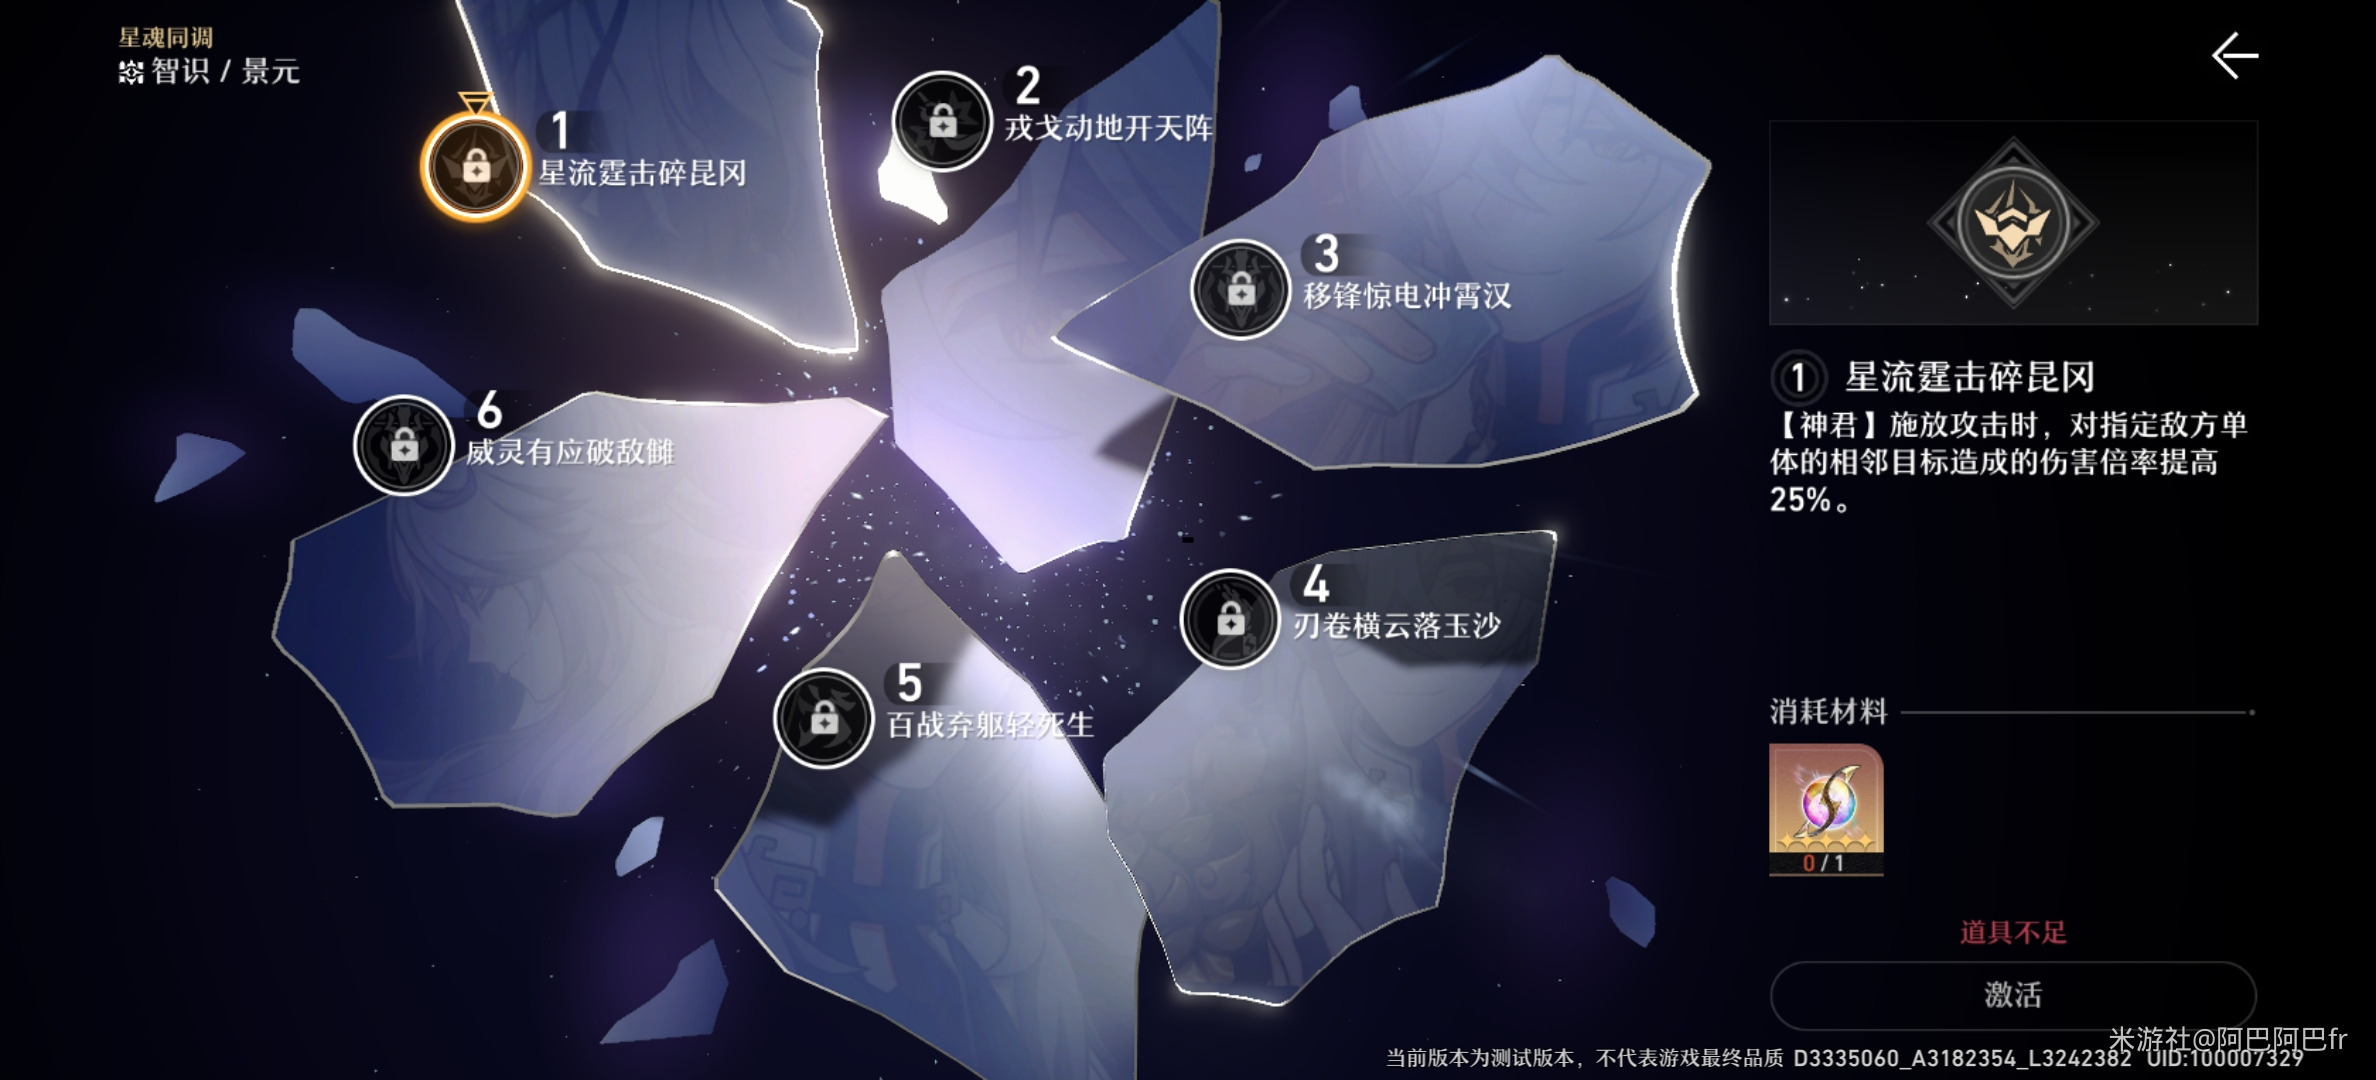 星魂同调
智识 / 景元
1
星流霆击碎昆冈
2
戎戈动地开天阵
3
移锋惊电冲霄汉
6
威灵有应破敌雠
4
刃卷横云落玉沙
5
百战弃躯轻死生
1 星流霆击碎昆冈
【神君】施放攻击时，对指定敌方单
体的相邻目标造成的伤害倍率提高
25%。
消耗材料
0/1
道具不足
激活
米游社@阿巴阿巴fr
当前版本为测试版本，不代表游戏最终品质 D3335060_A3182354_L3242382 UID:100007329